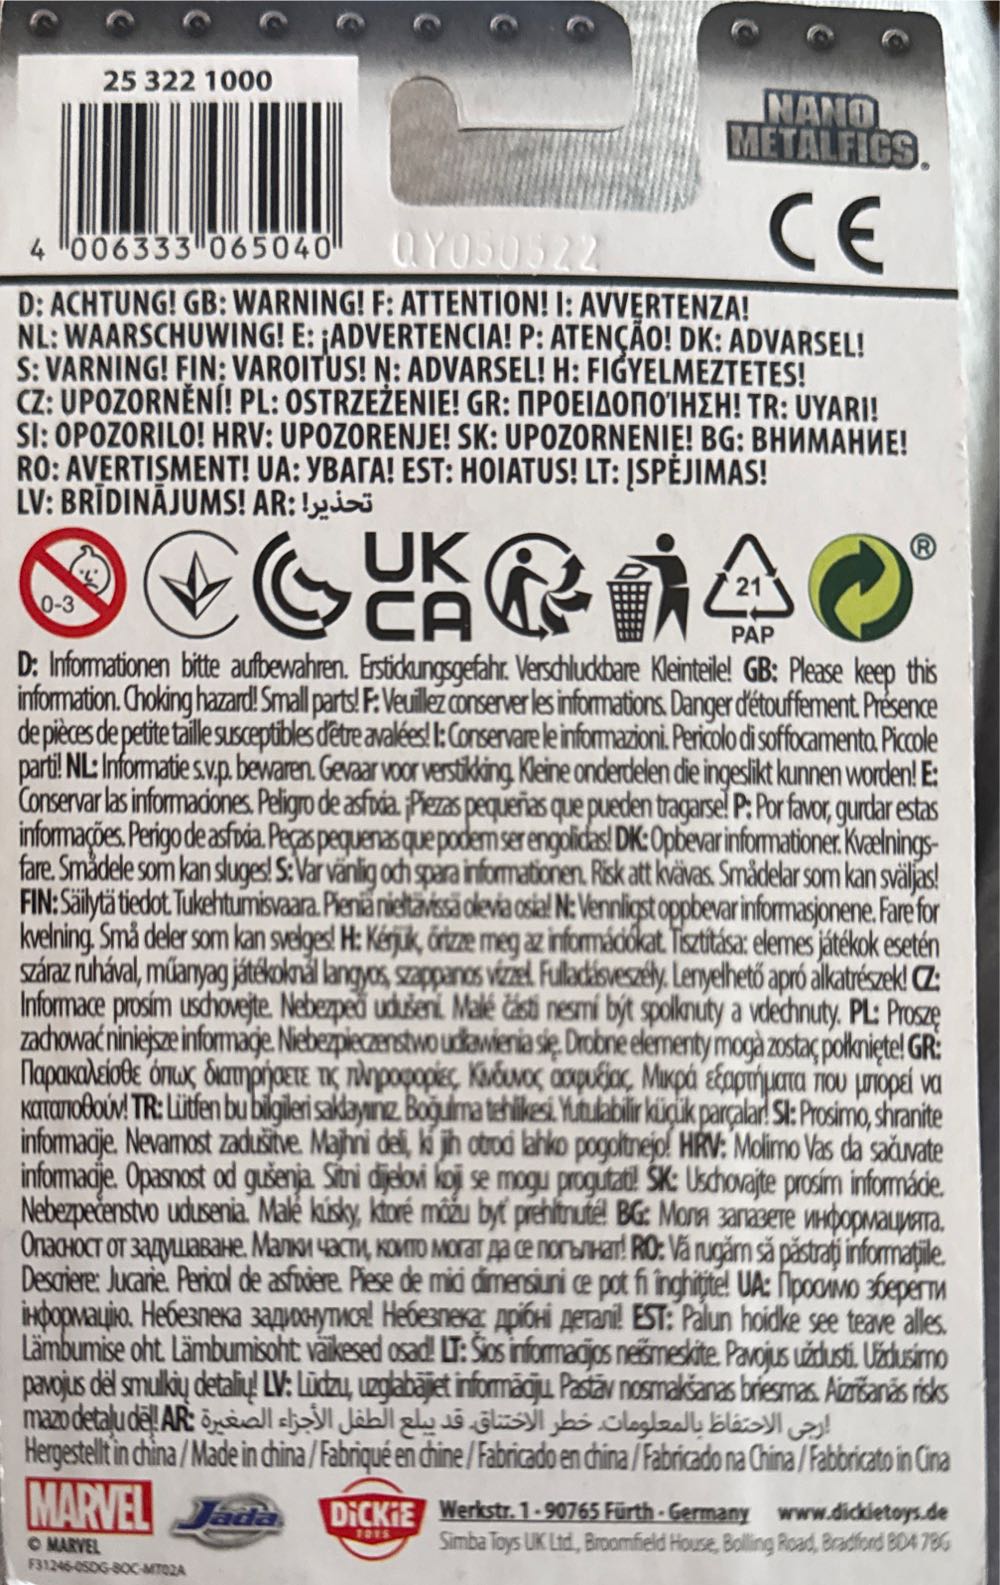 25 322 1000
NANO
METALFIGS®
4 006333 065040
QY050522
CE
D: ACHTUNG! GB: WARNING! F: ATTENTION! I: AVVERTENZA!
NL: WAARSCHUWING! E: ¡ADVERTENCIA! P: ATENÇÃO! DK: ADVARSEL!
S: VARNING! FIN: VAROITUS! N: ADVARSEL! H: FIGYELMEZTETES!
CZ: UPOZORNĚNÍ! PL: OSTRZEŻENIE! GR: ΠΡΟΕΙΔΟΠΟΊΗΣΗ! TR: UYARI!
SI: OPOZORILO! HRV: UPOZORENJE! SK: UPOZORNENIE! BG: ВНИМАНИЕ!
RO: AVERTISMENT! UA: УВАГА! EST: HOIATUS! LT: ĮSPĖJIMAS!
LV: BRĪDINĀJUMS! AR: تحذير!
0-3
UK
CA
21
PAP
®
D: Informationen bitte aufbewahren. Erstickungsgefahr. Verschluckbare Kleinteile! GB: Please keep this
information. Choking hazard! Small parts! F: Veuillez conserver les informations. Danger d'étouffement. Présence
de pièces de petite taille susceptibles d'être avalées! I: Conservare le informazioni. Pericolo di soffocamento. Piccole
parti! NL: Informatie s.v.p. bewaren. Gevaar voor verstikking. Kleine onderdelen die ingeslikt kunnen worden! E:
Conservar las informaciones. Peligro de asfixia. ¡Piezas pequeñas que pueden tragarse! P: Por favor, gurdar estas
informações. Perigo de asfixia. Peças pequenas que podem ser engolidas! DK: Opbevar informationer. Kvælnings-
fare. Smådele som kan sluges! S: Var vänlig och spara informationen. Risk att kvävas. Smådelar som kan sväljas!
FIN: Säilytä tiedot. Tukehtumisvaara. Pieniä nieltävissä olevia osia! N: Vennligst oppbevar informasjonene. Fare for
kvelning. Små deler som kan svelges! H: Kérjük, őrizze meg az információkat. Tisztítása: elemes játékok esetén
száraz ruhával, műanyag játékoknál langyos, szappanos vízzel. Fulladásveszély. Lenyelhető apró alkatrészek! CZ:
Informace prosím uschovejte. Nebezpečí udušení. Malé části nesmí být spolknuty a vdechnuty. PL: Proszę
zachować niniejsze informacje. Niebezpieczenstwo udławienia się. Drobne elementy mogà zostaç połknięte! GR:
Παρακαλείσθε όπως διατηρήσετε τις πληροφορίες. Κίνδυνος ασφυξίας. Μικρά εξαρτήματα που μπορεί να
καταποθούν! TR: Lütfen bu bilgileri saklayınız. Boğulma tehlikesi. Yutulabilir küçük parçalar! SI: Prosimo, shranite
informacije. Nevarnost zadušitve. Majhni deli, ki jih otroci lahko pogoltnejo! HRV: Molimo Vas da sačuvate
informacije. Opasnost od gušenja. Sitni dijelovi koji se mogu progutati! SK: Uschovajte prosím informácie.
Nebezpečenstvo udusenia. Malé kúsky, ktoré môžu byť prehltnuté! BG: Моля запазете информацията.
Опасност от задушаване. Малки части, които могат да се погълнат! RO: Vă rugăm să păstraţi informaţiile.
Descriere: Jucarie. Pericol de asfixiere. Piese de mici dimensiuni ce pot fi înghiţite! UA: Просимо зберегти
інформацію. Небезпека задихнутися! Небезпека: дрібні деталі! EST: Palun hoidke see teave alles.
Lämbumise oht. Lämbumisoht: väikesed osad! LT: Šios informacijos neišmeskite. Pavojus uždusti. Uždusimo
pavojus dėl smulkių detalių! LV: Lūdzu, uzglabājiet informāciju. Pastāv nosmakšanas briesmas. Aizrīšanās risks
mazo detaļu dēļ! AR: إرجى الاحتفاظ بالمعلومات. خطر الاختناق. قد يبلع الطفل الأجزاء الصغيرة!
Hergestellt in china / Made in china / Fabriqué en chine / Fabricado en china / Fabricado na China / Fabbricato in Cina
MARVEL
© MARVEL
F31246-0SDG-BOC-MT02A
Jada
DICKIE
TOYS
Werkstr. 1 - 90765 Fürth - Germany www.dickietoys.de
Simba Toys UK Ltd., Broomfield House, Bolling Road, Bradford BD4 7BG